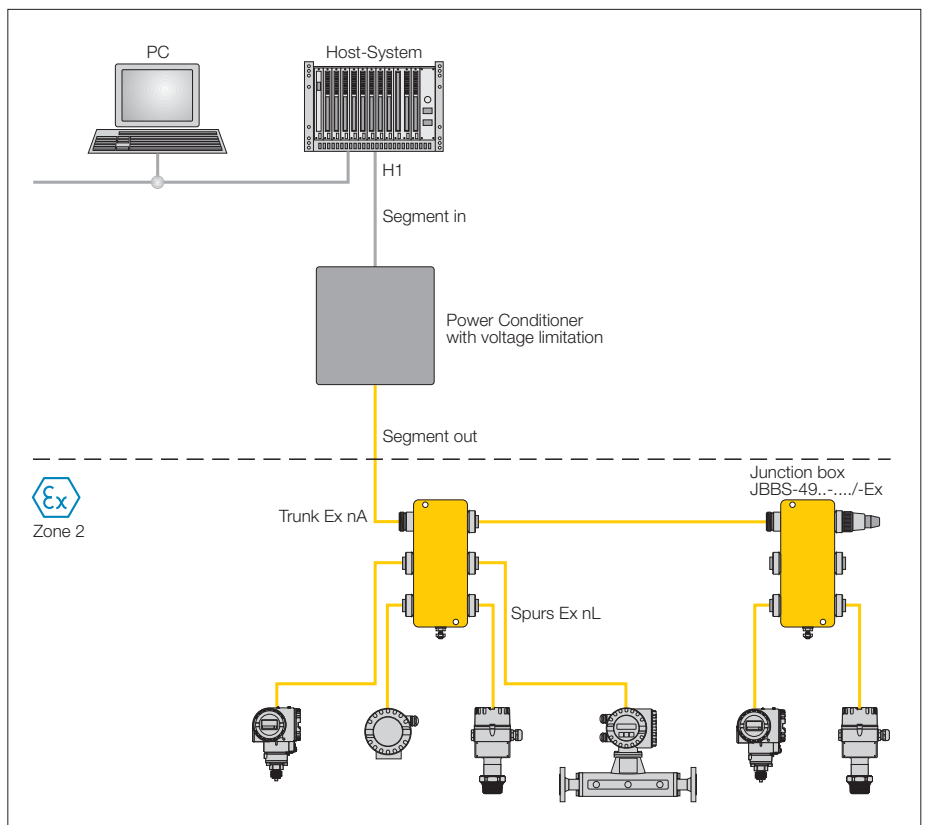 PC
Host-System
H1
Segment in
Power Conditioner
with voltage limitation
Segment out
Junction box
JBBS-49..-..../-Ex
Trunk Ex nA
Ex
Zone 2
Spurs Ex nL